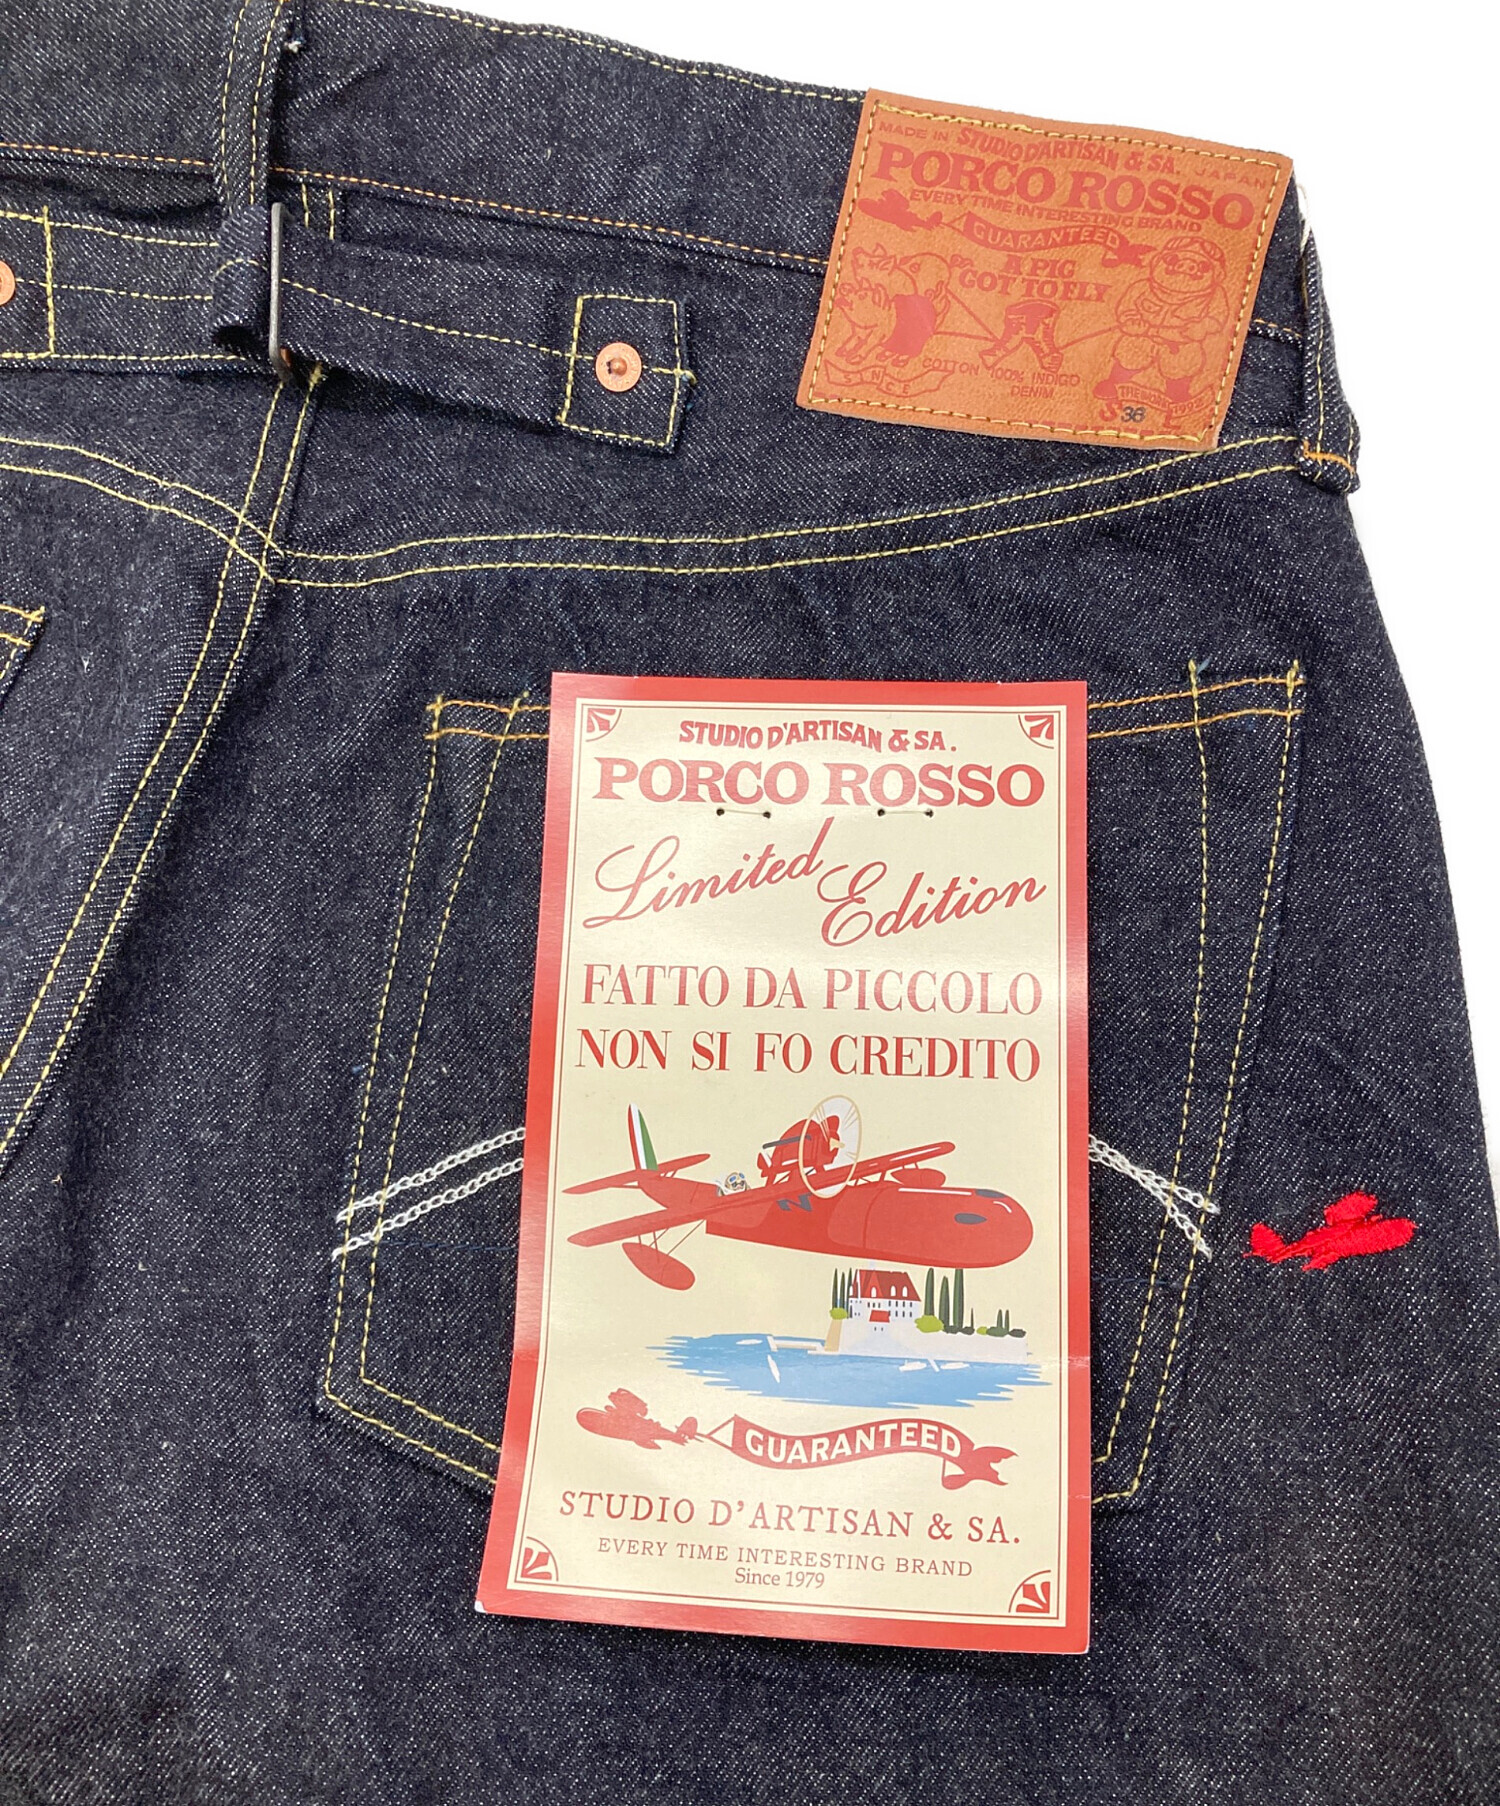 MADE IN STUDIO D'ARTISAN & SA. JAPAN
PORCO ROSSO
EVERY TIME INTERESTING BRAND
GUARANTEED
A PIG
GOT TO FLY
COTTON 100% INDIGO
DENIM
SINCE
1992
36
STUDIO D'ARTISAN & SA.
PORCO ROSSO
Limited
Edition
FATTO DA PICCOLO
NON SI FO CREDITO
GUARANTEED
STUDIO D'ARTISAN & SA.
EVERY TIME INTERESTING BRAND
Since 1979